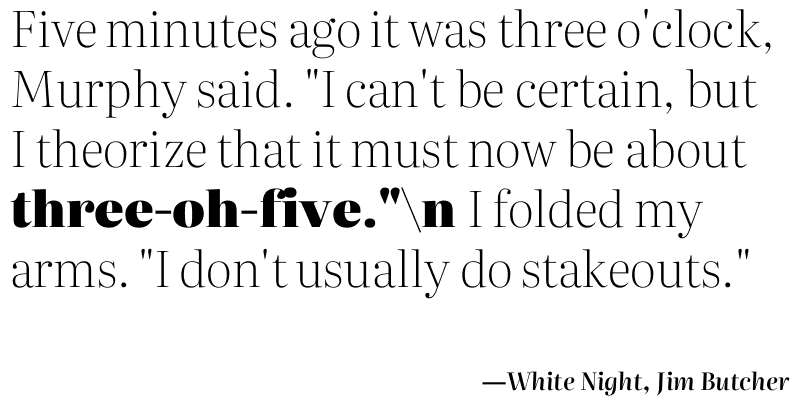 Five minutes ago it was three o'clock,
Murphy said. "I can't be certain, but
I theorize that it must now be about
three-oh-five."\n I folded my
arms. "I don't usually do stakeouts."
—White Night, Jim Butcher